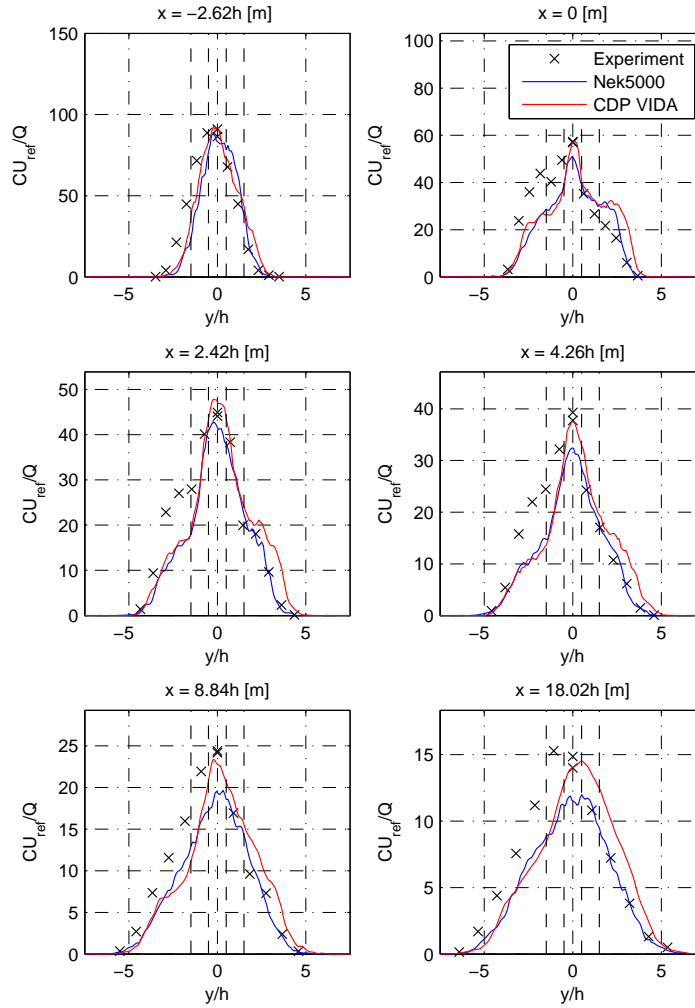 x = −2.62h [m]
150
100
50
0
CU_ref/Q
−5 0 5
y/h
x = 0 [m]
100
80
60
40
20
0
CU_ref/Q
−5 0 5
y/h
Experiment
Nek5000
CDP VIDA
x = 2.42h [m]
50
40
30
20
10
0
CU_ref/Q
−5 0 5
y/h
x = 4.26h [m]
40
30
20
10
0
CU_ref/Q
−5 0 5
y/h
x = 8.84h [m]
25
20
15
10
5
0
CU_ref/Q
−5 0 5
y/h
x = 18.02h [m]
15
10
5
0
CU_ref/Q
−5 0 5
y/h